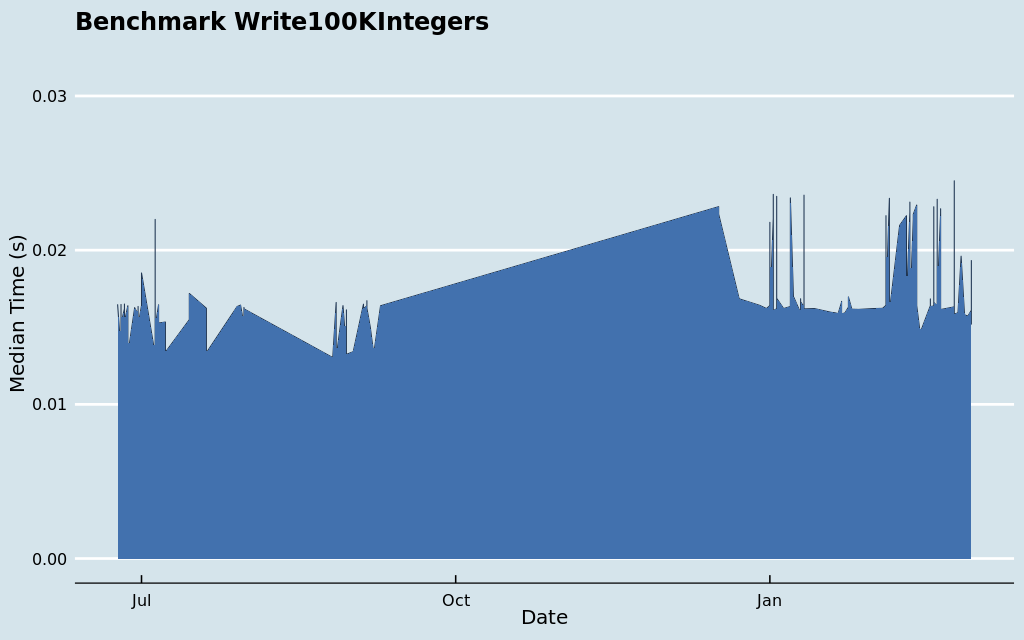 Benchmark Write100KIntegers
Median Time (s)
0.03
0.02
0.01
0.00
Jul
Oct
Jan
Date